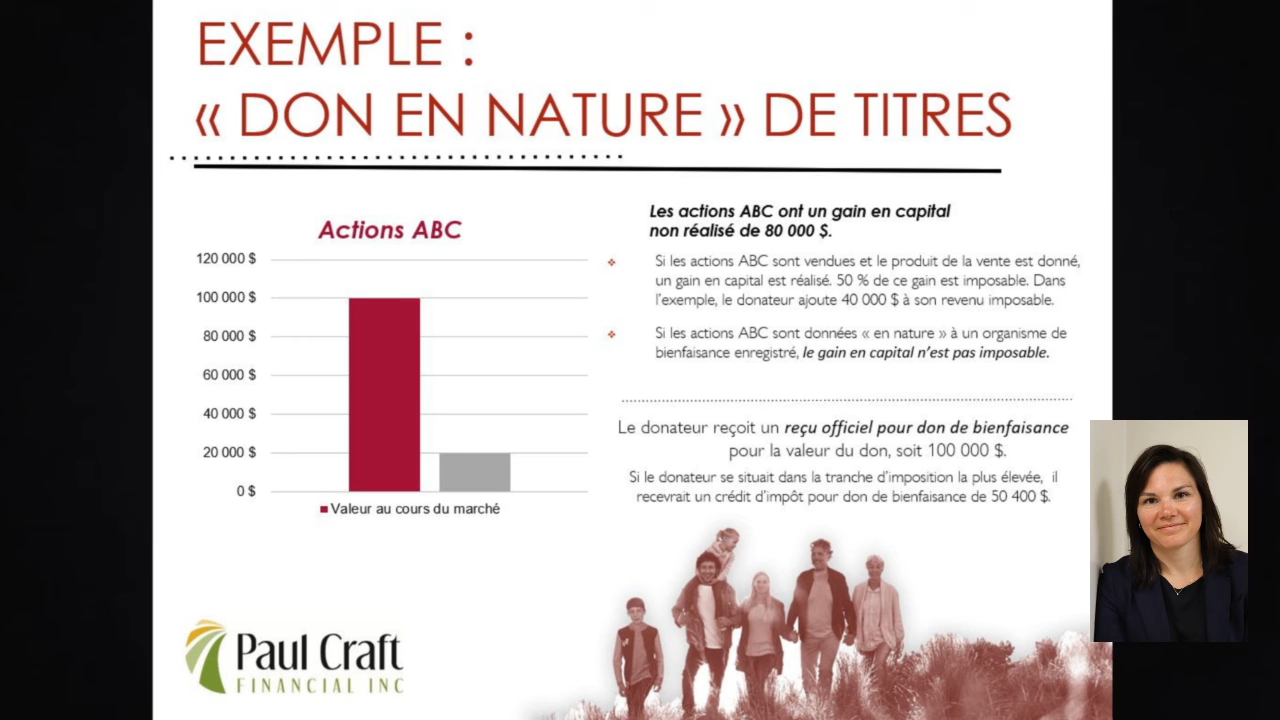 EXEMPLE :
« DON EN NATURE » DE TITRES
Actions ABC
120 000 $
100 000 $
80 000 $
60 000 $
40 000 $
20 000 $
0 $
Valeur au cours du marché
Les actions ABC ont un gain en capital
non réalisé de 80 000 $.
Si les actions ABC sont vendues et le produit de la vente est donné,
un gain en capital est réalisé. 50 % de ce gain est imposable. Dans
l'exemple, le donateur ajoute 40 000 $ à son revenu imposable.
Si les actions ABC sont données « en nature » à un organisme de
bienfaisance enregistré, le gain en capital n'est pas imposable.
Le donateur reçoit un reçu officiel pour don de bienfaisance
pour la valeur du don, soit 100 000 $.
Si le donateur se situait dans la tranche d'imposition la plus élevée, il
recevrait un crédit d'impôt pour don de bienfaisance de 50 400 $.
Paul Craft
FINANCIAL INC